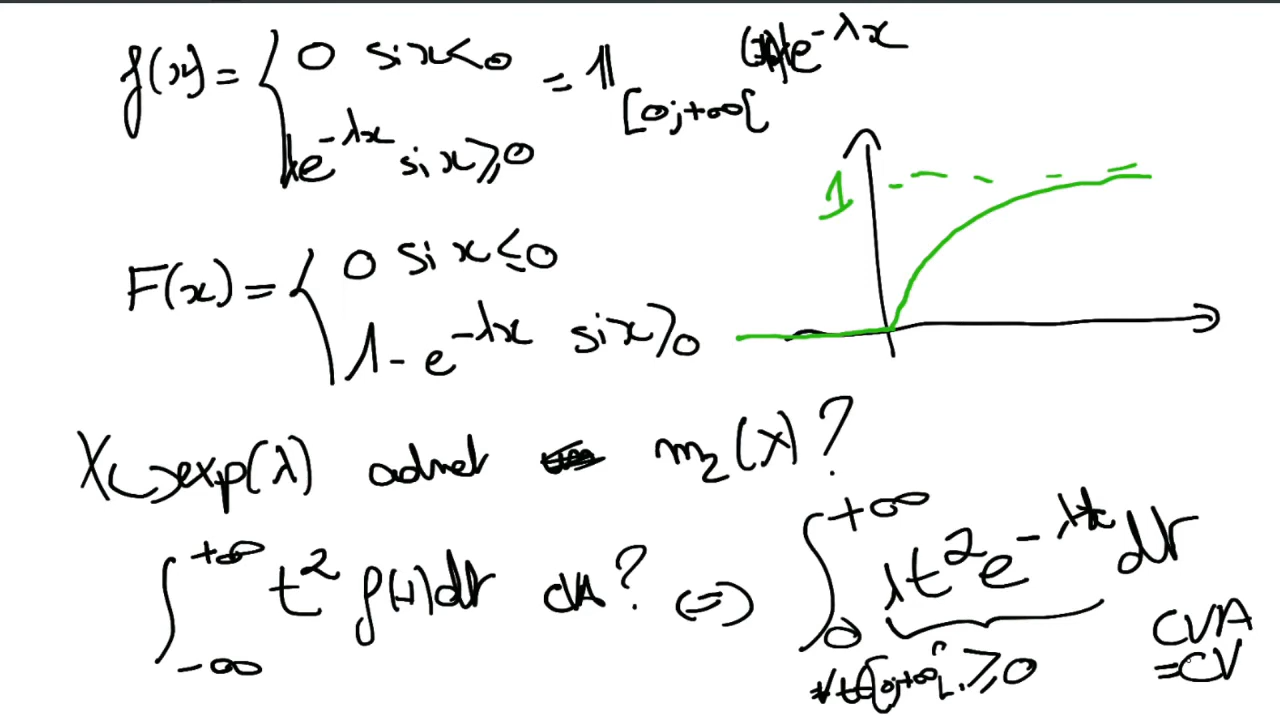 f(x) = { 0 si x<0 = 𝟙[0;+∞[ (x) λe^{-λx}
λe^{-λx} si x⩾0
1
F(x) = { 0 si x≤0
1 - e^{-λx} si x⩾0
X↪exp(λ) admet m₂(X)?
∫_{-∞}^{+∞} t² f(t)dt CVA? ⟺ ∫_0^{+∞} λt²e^{-λt} dt
∀t∈[0;+∞[, ⩾0
CVA
=CV